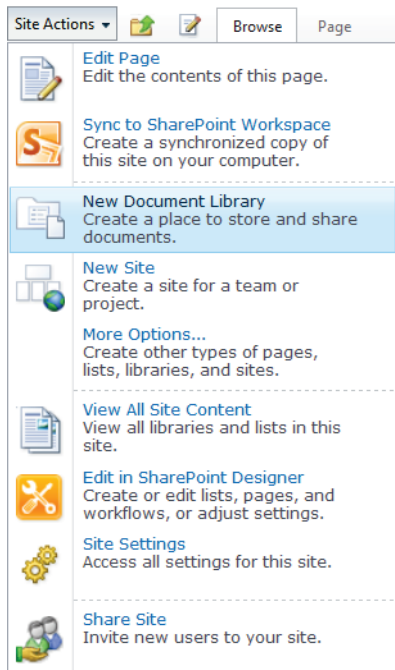 Site Actions Browse Page
Edit Page
Edit the contents of this page.
Sync to SharePoint Workspace
Create a synchronized copy of
this site on your computer.
New Document Library
Create a place to store and share
documents.
New Site
Create a site for a team or
project.
More Options...
Create other types of pages,
lists, libraries, and sites.
View All Site Content
View all libraries and lists in this
site.
Edit in SharePoint Designer
Create or edit lists, pages, and
workflows, or adjust settings.
Site Settings
Access all settings for this site.
Share Site
Invite new users to your site.